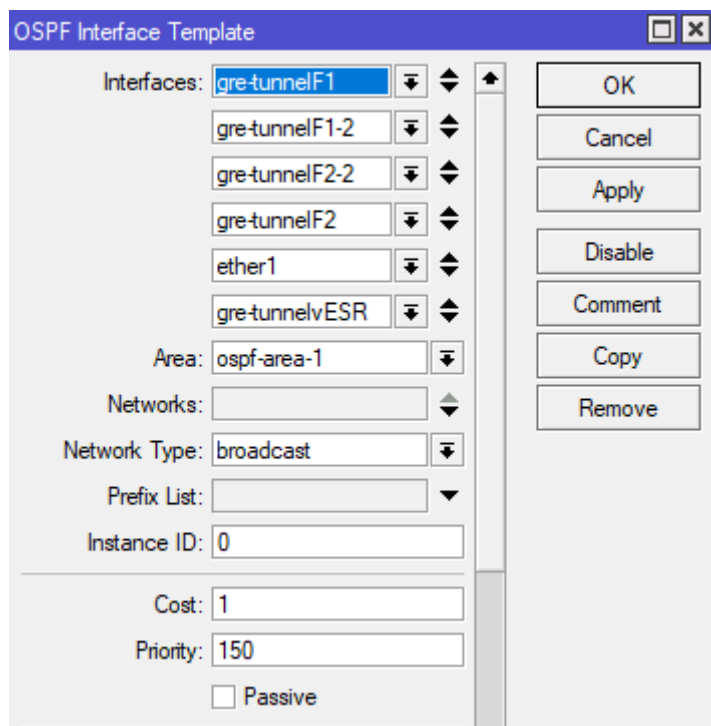 OSPF Interface Template
Interfaces: gre-tunnelF1
gre-tunnelF1-2
gre-tunnelF2-2
gre-tunnelF2
ether1
gre-tunnelvESR
Area: ospf-area-1
Networks:
Network Type: broadcast
Prefix List:
Instance ID: 0
Cost: 1
Priority: 150
Passive
OK
Cancel
Apply
Disable
Comment
Copy
Remove